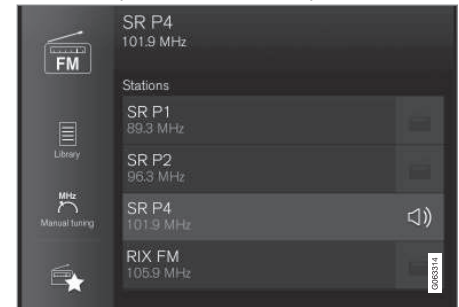 SR P4
101.9 MHz
FM
Stations
SR P1
89.3 MHz
Library
SR P2
96.3 MHz
MHz
Manual tuning
SR P4
101.9 MHz
RIX FM
105.9 MHz
G063314